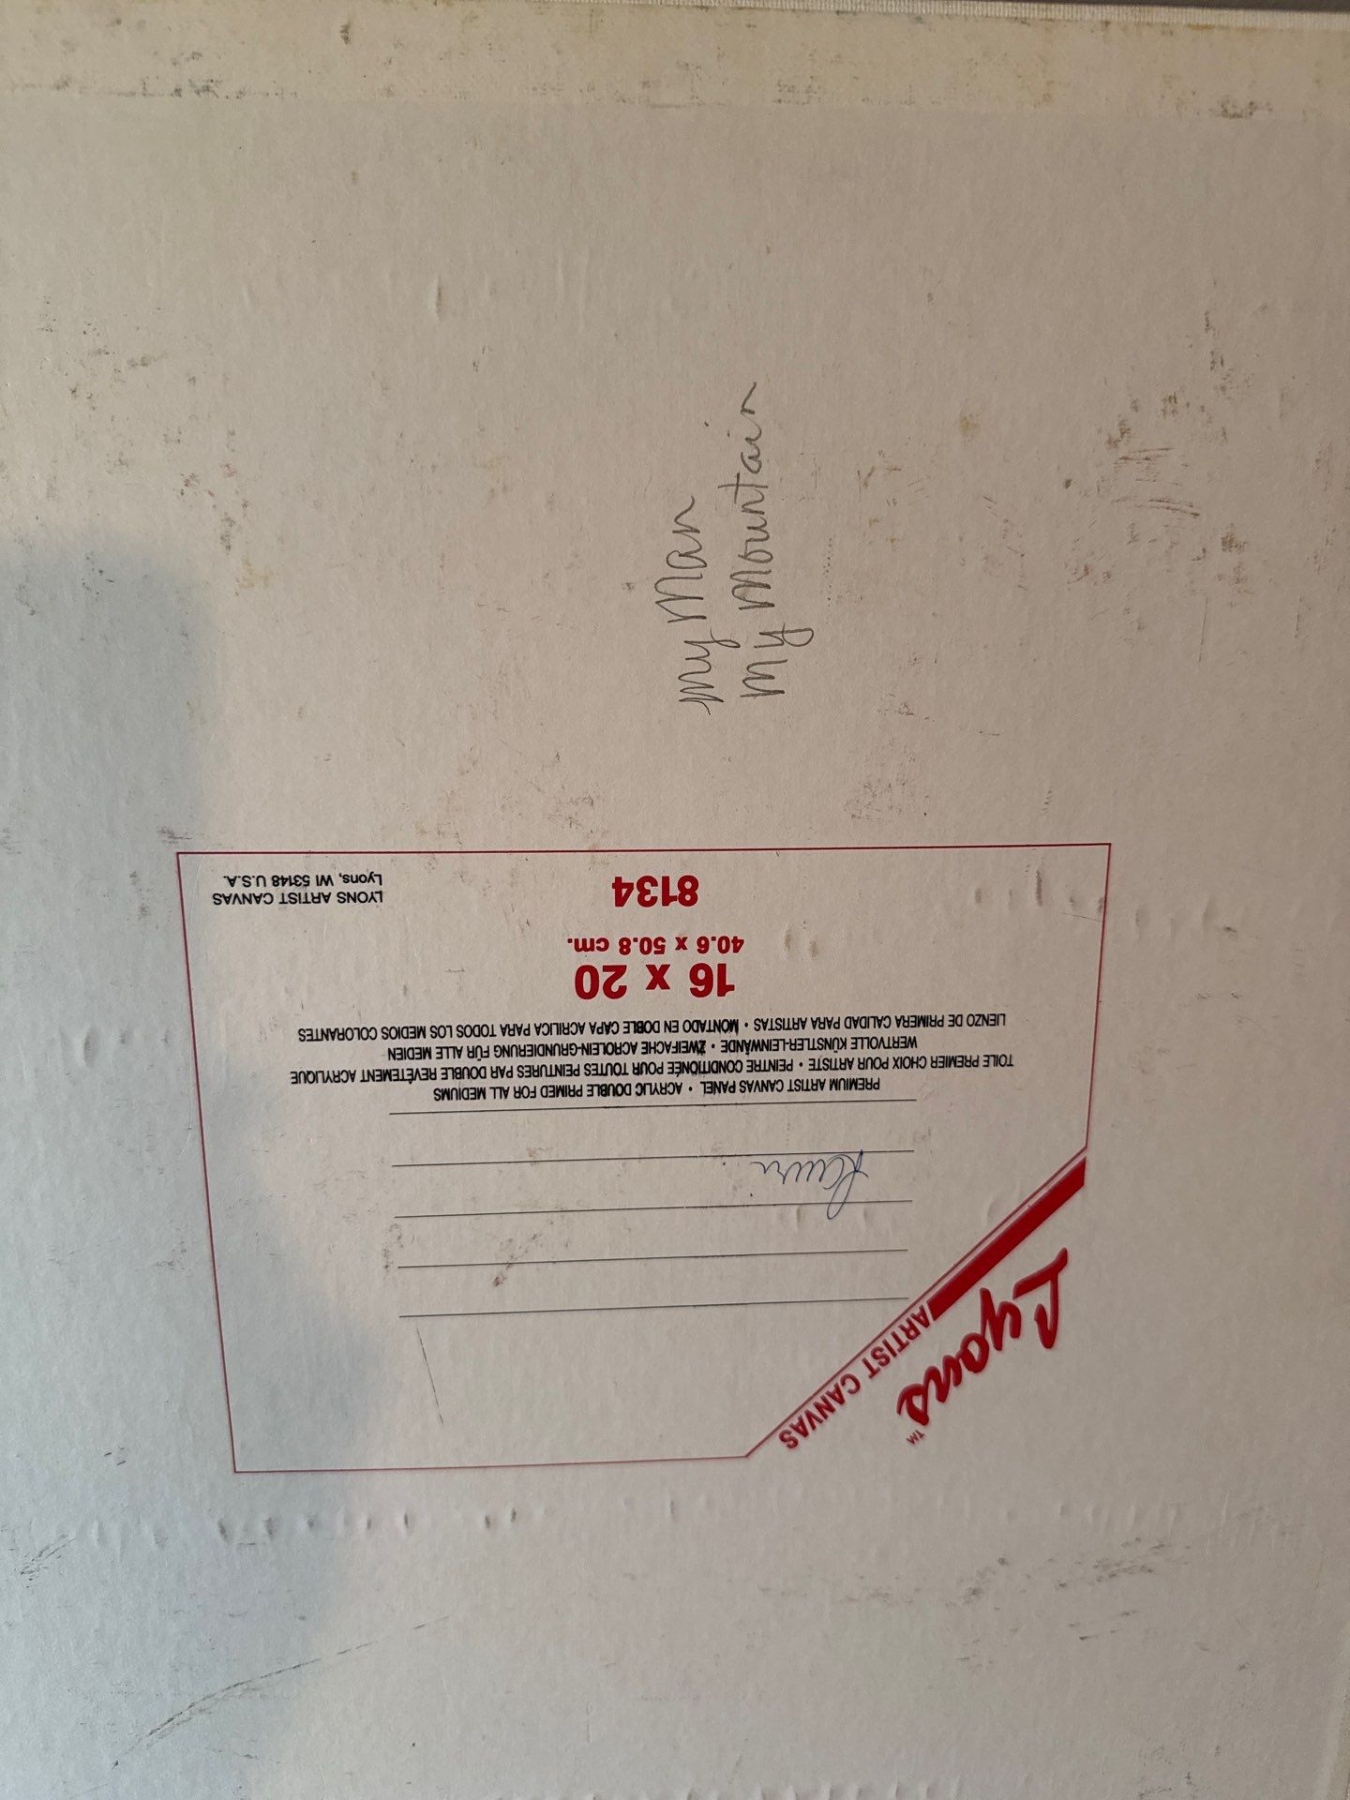 my Man
My Mountain
Lyons™
ARTIST CANVAS
PREMIUM ARTIST CANVAS PANEL • ACRYLIC DOUBLE PRIMED FOR ALL MEDIUMS
TOILE PREMIER CHOIX POUR ARTISTE • PEINTRE CONDITIONÉE POUR TOUTES PEINTURES PAR DOUBLE REVÊTEMENT ACRYLIQUE
WERTVOLLE KÜNSTLER-LEINWÄNDE • ZWEIFACHE ACROLEIN-GRUNDIERUNG FÜR ALLE MEDIEN
LIENZO DE PRIMERA CALIDAD PARA ARTISTAS • MONTADO EN DOBLE CAPA ACRILICA PARA TODOS LOS MEDIOS COLORANTES
16 x 20
40.6 x 50.8 cm.
8134
LYONS ARTIST CANVAS
Lyons, WI 53148 U.S.A.